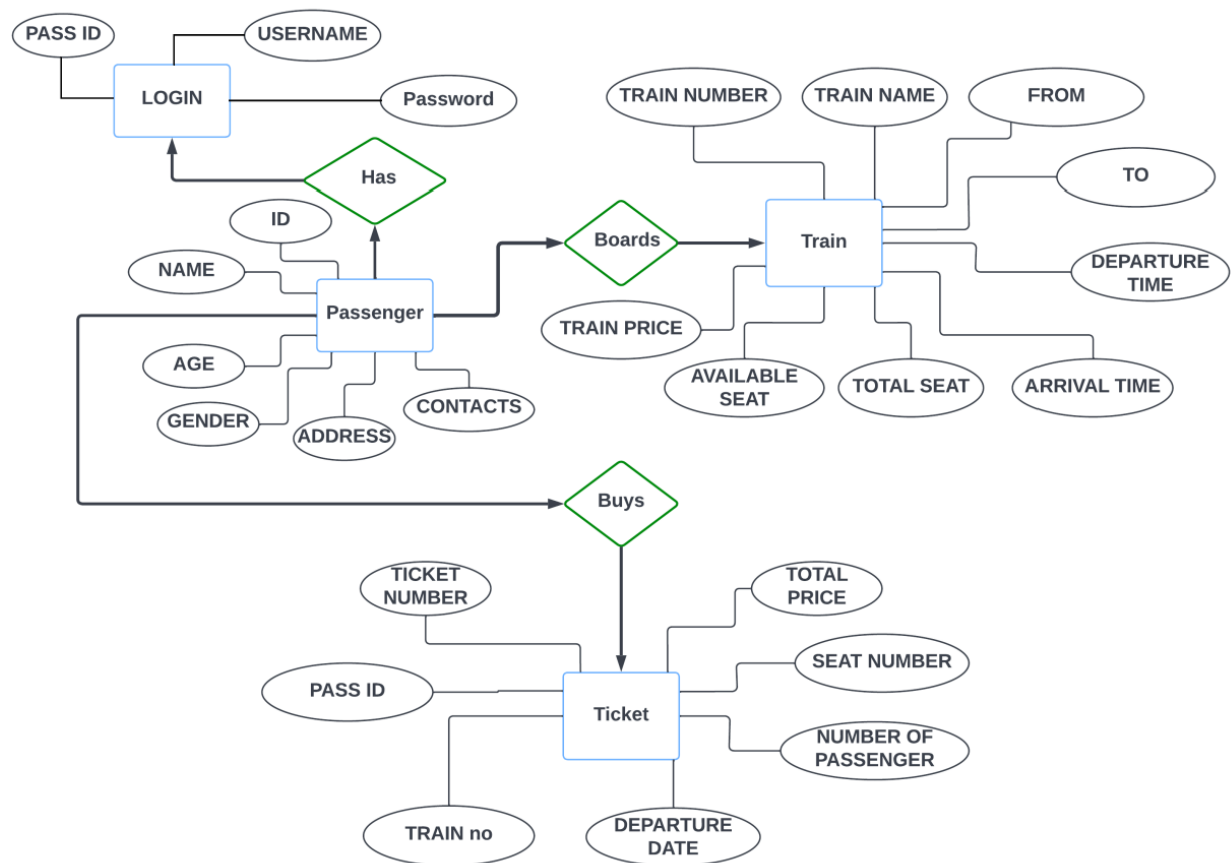 PASS ID
USERNAME
LOGIN
Password
Has
ID
NAME
Passenger
AGE
GENDER
ADDRESS
CONTACTS
Boards
TRAIN NUMBER
TRAIN NAME
FROM
TO
Train
DEPARTURE
TIME
TRAIN PRICE
AVAILABLE
SEAT
TOTAL SEAT
ARRIVAL TIME
Buys
TICKET
NUMBER
TOTAL
PRICE
PASS ID
SEAT NUMBER
Ticket
NUMBER OF
PASSENGER
TRAIN no
DEPARTURE
DATE